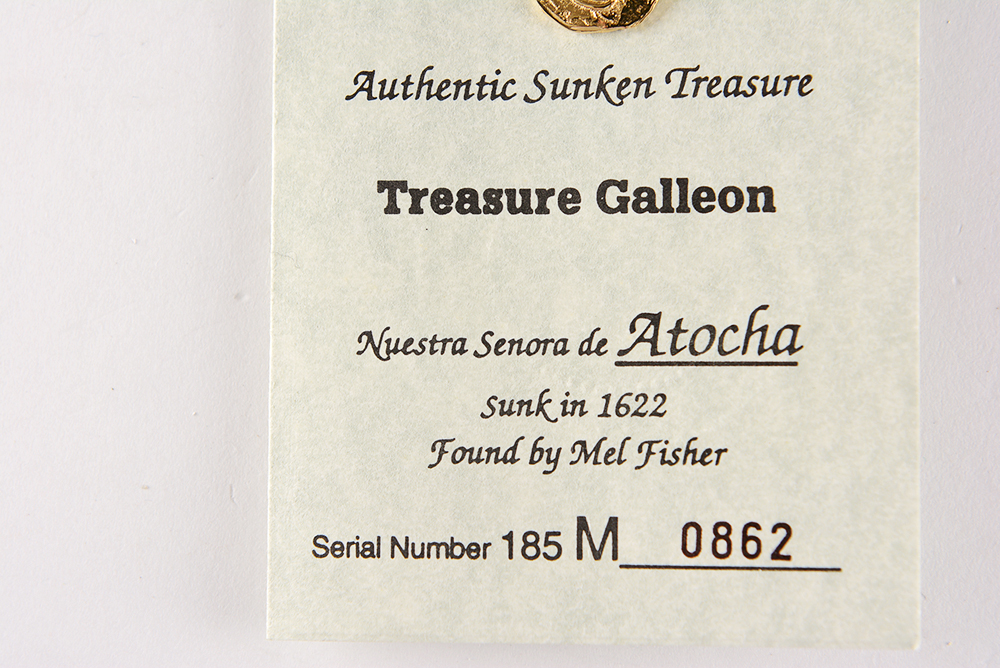 Authentic Sunken Treasure
Treasure Galleon
Nuestra Senora de Atocha
sunk in 1622
Found by Mel Fisher
Serial Number 185 M 0862